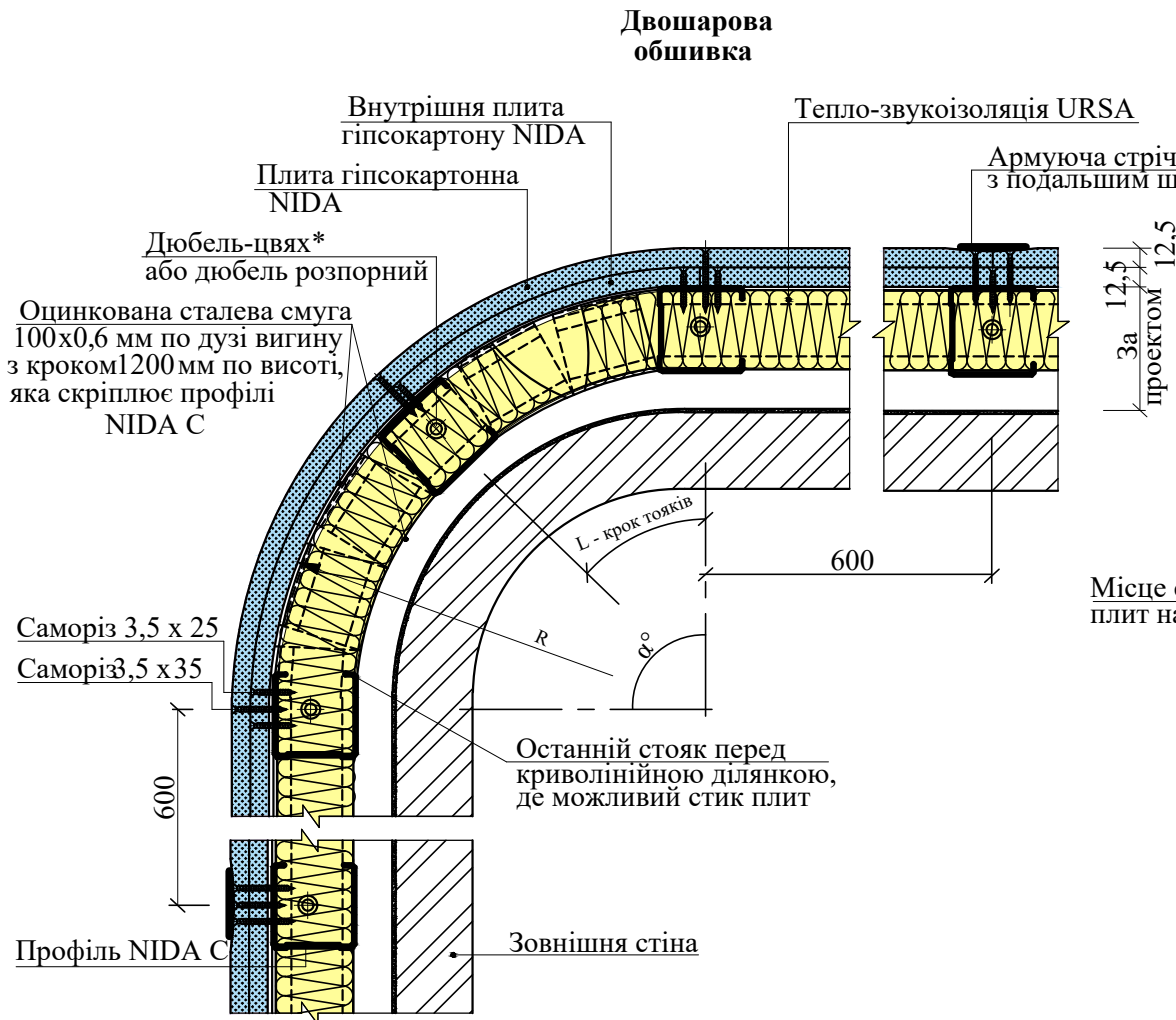 Двошарова
обшивка
Внутрішня плита
гіпсокартону NIDA
Тепло-звукоізоляція URSA
Плита гіпсокартонна
NIDA
Армуюча стріч
з подальшим ш
Дюбель-цвях*
або дюбель розпорний
12,5
12,5
За
проектом
Оцинкована сталева смуга
100х0,6 мм по дузі вигину
з кроком1200 мм по висоті,
яка скріплює профілі
NIDA C
L - крок тояків
600
Місце
плит на
Саморіз 3,5 х 25
Саморіз3,5 х 35
R
α°
Останній стояк перед
криволінійною ділянкою,
де можливий стик плит
600
Профіль NIDA C
Зовнішня стіна